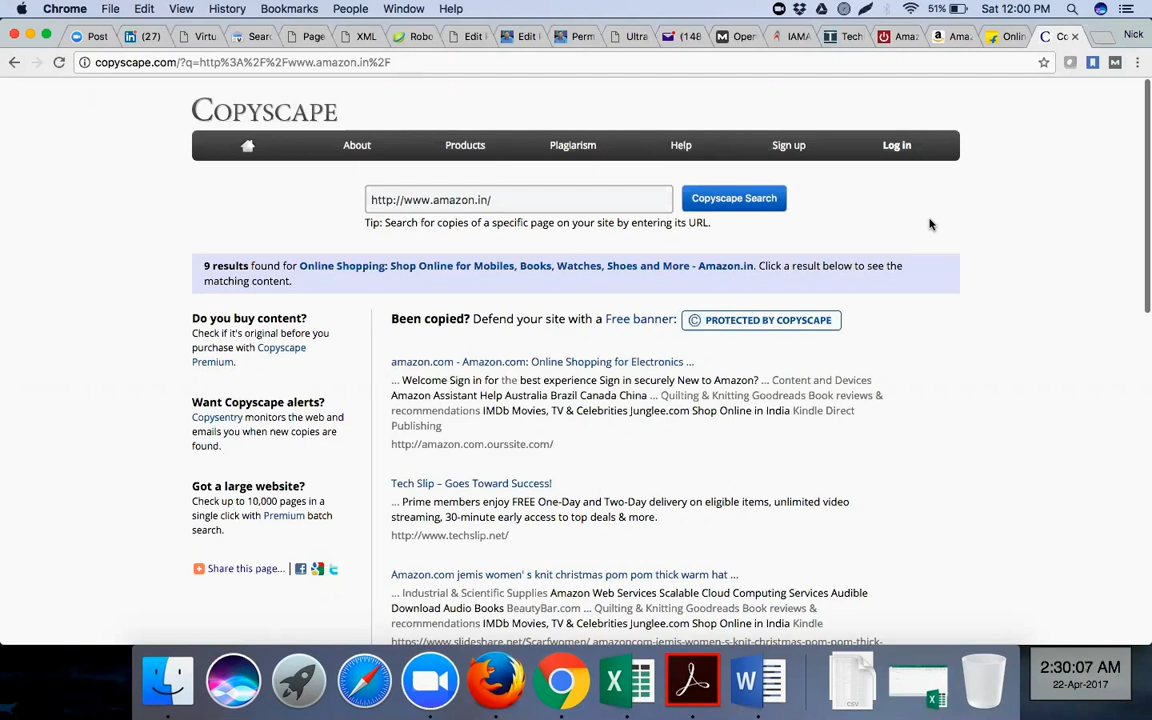 Chrome File Edit View History Bookmarks People Window Help 51% Sat 12:00 PM
Post (27) Virtu Searc Page XML Robo Edit F Edit Perm Ultra (148 Open IAMA Tech Amaz Amaz Onlin Co Nick
copyscape.com/?q=http%3A%2F%2Fwww.amazon.in%2F
COPYSCAPE
About Products Plagiarism Help Sign up Log in
http://www.amazon.in/ Copyscape Search
Tip: Search for copies of a specific page on your site by entering its URL.
9 results found for Online Shopping: Shop Online for Mobiles, Books, Watches, Shoes and More - Amazon.in. Click a result below to see the
matching content.
Do you buy content?
Check if it's original before you
purchase with Copyscape
Premium.
Want Copyscape alerts?
Copysentry monitors the web and
emails you when new copies are
found.
Got a large website?
Check up to 10,000 pages in a
single click with Premium batch
search.
Share this page...
Been copied? Defend your site with a Free banner: PROTECTED BY COPYSCAPE
amazon.com - Amazon.com: Online Shopping for Electronics ...
... Welcome Sign in for the best experience Sign in securely New to Amazon? ... Content and Devices
Amazon Assistant Help Australia Brazil Canada China ... Quilting & Knitting Goodreads Book reviews &
recommendations IMDb Movies, TV & Celebrities Junglee.com Shop Online in India Kindle Direct
Publishing
http://amazon.com.ourssite.com/
Tech Slip – Goes Toward Success!
... Prime members enjoy FREE One-Day and Two-Day delivery on eligible items, unlimited video
streaming, 30-minute early access to top deals & more.
http://www.techslip.net/
Amazon.com jemis women' s knit christmas pom pom thick warm hat ...
... Industrial & Scientific Supplies Amazon Web Services Scalable Cloud Computing Services Audible
Download Audio Books BeautyBar.com ... Quilting & Knitting Goodreads Book reviews &
recommendations IMDb Movies, TV & Celebrities Junglee.com Shop Online in India Kindle
https://www.slideshare.net/Scarfwomen/ amazoncom-jemis-women-s-knit-christmas-pom-pom-thick-
CSV
2:30:07 AM
22-Apr-2017